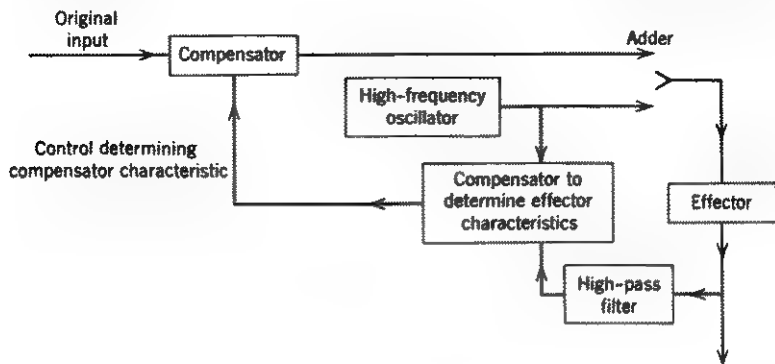 Original
input
Compensator
Adder
High-frequency
oscillator
Control determining
compensator characteristic
Compensator to
determine effector
characteristics
Effector
High-pass
filter